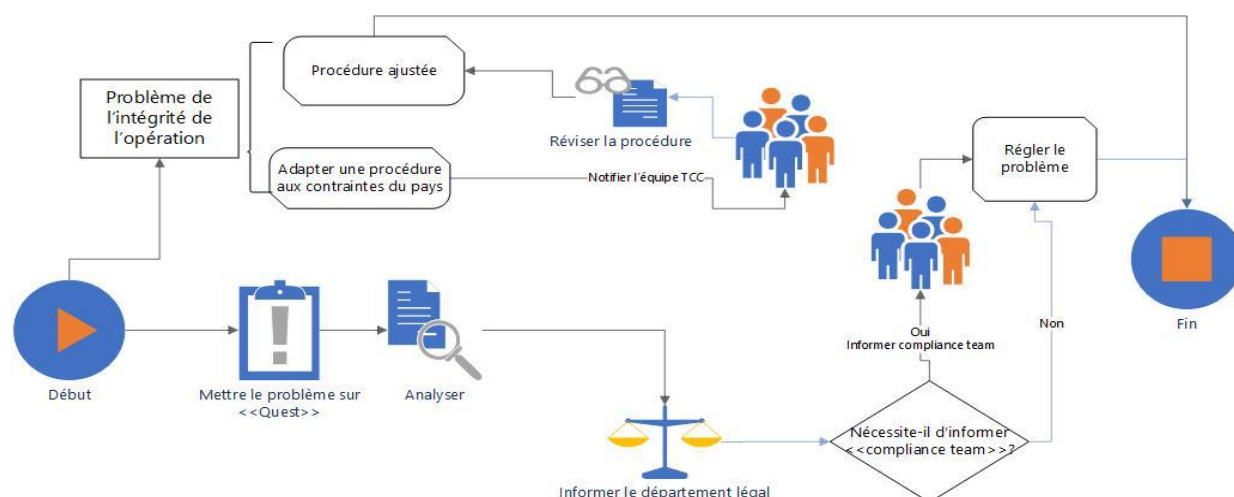 Procédure ajustée
Problème de
l'intégrité de
l'opération
Réviser la procédure
Adapter une procédure
aux contraintes du pays
Notifier l'équipe TCC
Régler le
problème
Début
Mettre le problème sur
<<Quest>>
Analyser
Oui
Informer compliance team
Non
Fin
Nécessite-il d'informer
<<compliance team>>?
Informer le département légal